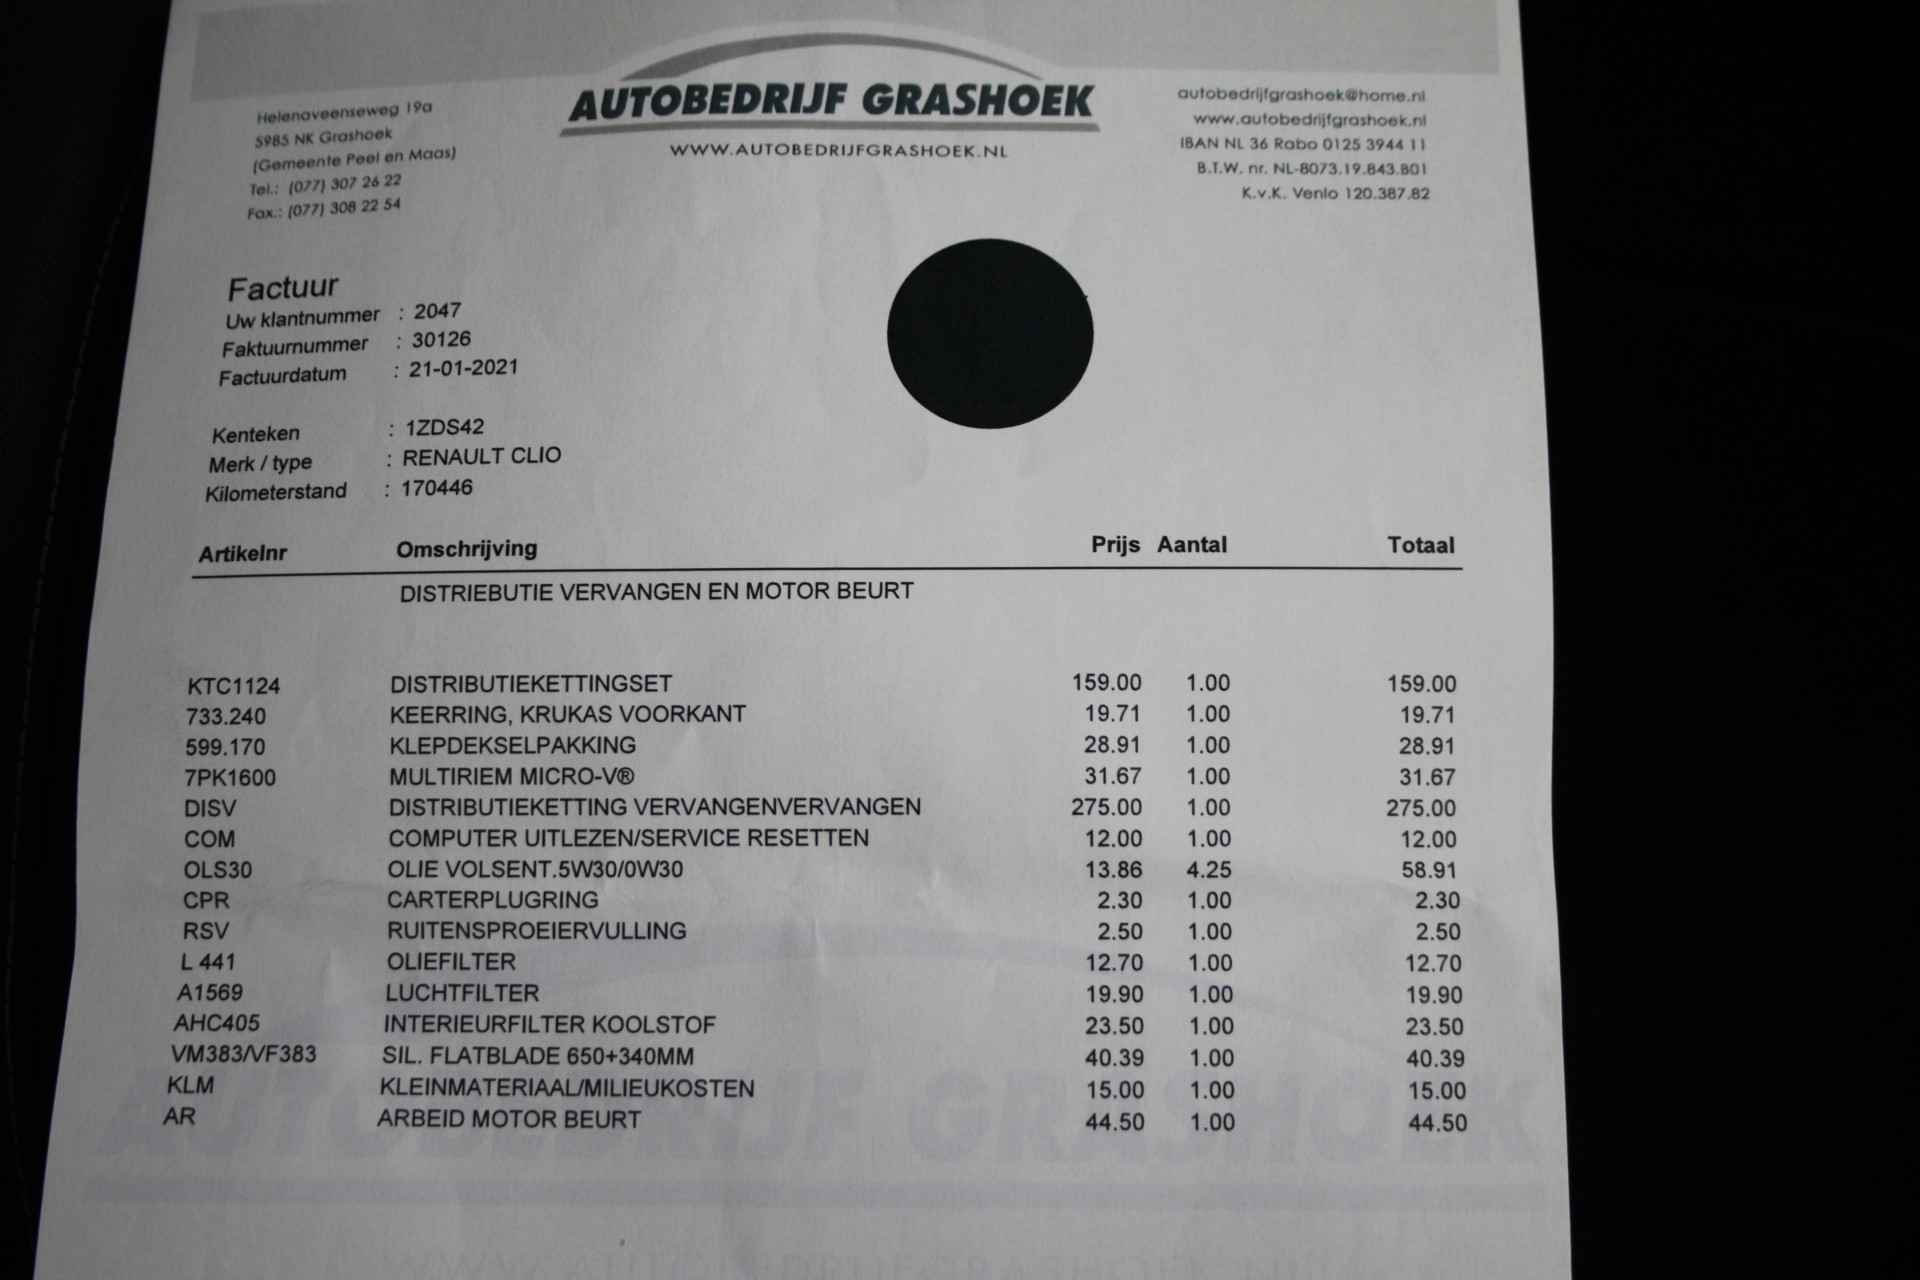 AUTOBEDRIJF GRASHOEK
WWW.AUTOBEDRIJFGRASHOEK.NL
Helenaveenseweg 19a
5985 NK Grashoek
(Gemeente Peel en Maas)
Tel.: (077) 307 26 22
Fax.: (077) 308 22 54
autobedrijfgrashoek@home.nl
www.autobedrijfgrashoek.nl
IBAN NL 36 Rabo 0125 3944 11
B.T.W. nr. NL-8073.19.843.B01
K.v.K. Venlo 120.387.82
Factuur
Uw klantnummer : 2047
Faktuurnummer : 30126
Factuurdatum : 21-01-2021
Kenteken : 1ZDS42
Merk / type : RENAULT CLIO
Kilometerstand : 170446
Artikelnr Omschrijving Prijs Aantal Totaal
DISTRIEBUTIE VERVANGEN EN MOTOR BEURT
KTC1124 DISTRIBUTIEKETTINGSET 159.00 1.00 159.00
733.240 KEERRING, KRUKAS VOORKANT 19.71 1.00 19.71
599.170 KLEPDEKSELPAKKING 28.91 1.00 28.91
7PK1600 MULTIRIEM MICRO-V® 31.67 1.00 31.67
DISV DISTRIBUTIEKETTING VERVANGENVERVANGEN 275.00 1.00 275.00
COM COMPUTER UITLEZEN/SERVICE RESETTEN 12.00 1.00 12.00
OLS30 OLIE VOLSENT.5W30/0W30 13.86 4.25 58.91
CPR CARTERPLUGRING 2.30 1.00 2.30
RSV RUITENSPROEIERVULLING 2.50 1.00 2.50
L 441 OLIEFILTER 12.70 1.00 12.70
A1569 LUCHTFILTER 19.90 1.00 19.90
AHC405 INTERIEURFILTER KOOLSTOF 23.50 1.00 23.50
VM383/VF383 SIL. FLATBLADE 650+340MM 40.39 1.00 40.39
KLM KLEINMATERIAAL/MILIEUKOSTEN 15.00 1.00 15.00
AR ARBEID MOTOR BEURT 44.50 1.00 44.50
AUTOBEDRIJF GRASHOEK